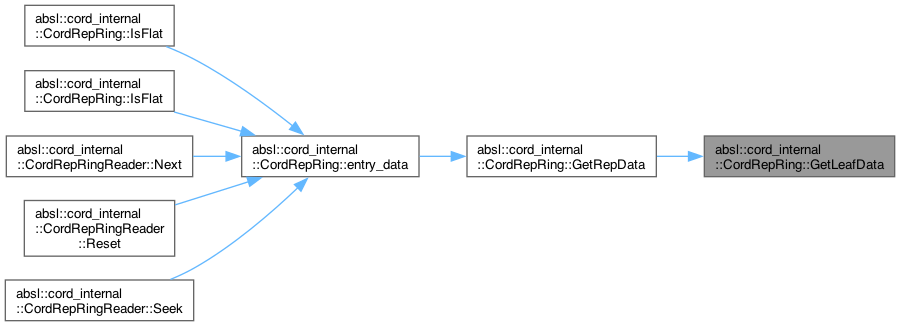 absl::cord_internal
::CordRepRing::IsFlat
absl::cord_internal
::CordRepRing::IsFlat
absl::cord_internal
::CordRepRingReader::Next
absl::cord_internal
::CordRepRingReader
::Reset
absl::cord_internal
::CordRepRingReader::Seek
absl::cord_internal
::CordRepRing::entry_data
absl::cord_internal
::CordRepRing::GetRepData
absl::cord_internal
::CordRepRing::GetLeafData